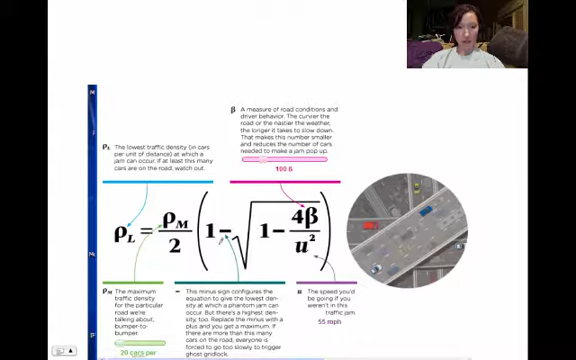 β A measure of road conditions and
driver behavior. The curvier the
road or the nastier the weather,
the longer it takes to slow down.
That makes this number smaller
and reduces the number of cars
needed to make a jam pop up.
100 β
ρL The lowest traffic density (in cars
per unit of distance) at which a
jam can occur. If at least this many
cars are on the road, watch out.
ρL = ρM/2 (1 − √(1 − 4β/u²))
ρM The maximum
traffic density
for the particular
road we're
talking about,
bumper-to-
bumper.
20 cars per
− This minus sign configures the
equation to give the lowest den-
sity at which a phantom jam can
occur. But there's a highest den-
sity, too. Replace the minus with a
plus and you get a maximum. If
there are more than this many
cars on the road, everyone is
forced to go too slowly to trigger
ghost gridlock.
u The speed you'd
be going if you
weren't in this
traffic jam.
55 mph